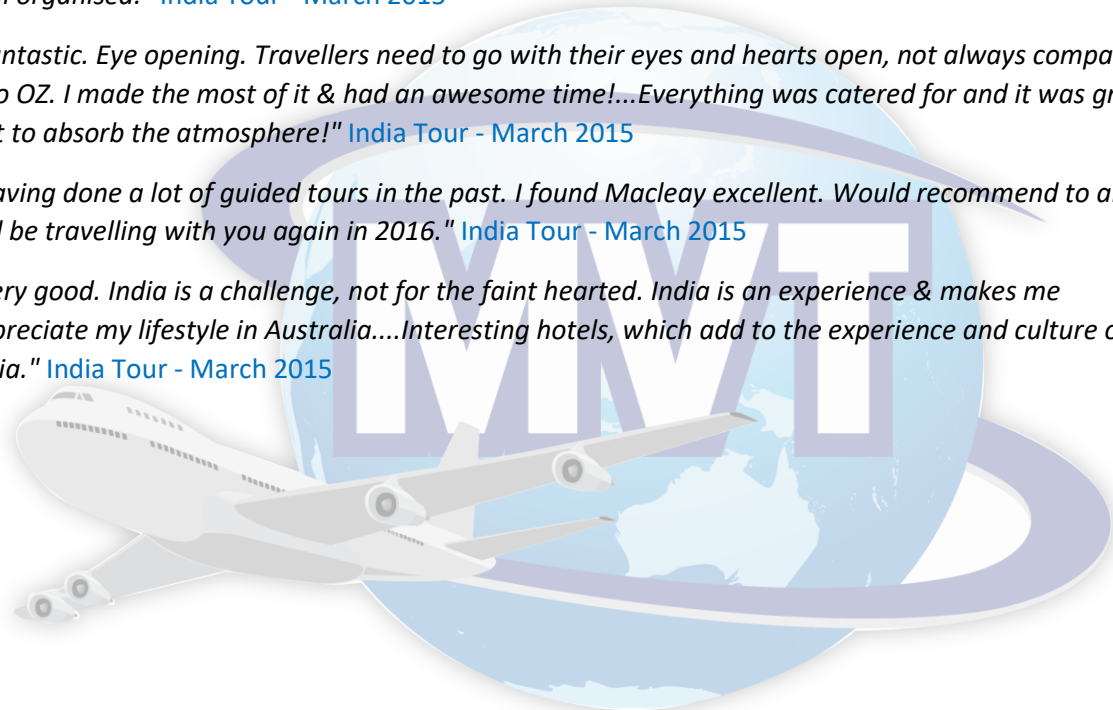 organised." India Tour - March 2015
ntastic. Eye opening. Travellers need to go with their eyes and hearts open, not always compa
o OZ. I made the most of it & had an awesome time!...Everything was catered for and it was gr
t to absorb the atmosphere!" India Tour - March 2015
aving done a lot of guided tours in the past. I found Macleay excellent. Would recommend to a
l be travelling with you again in 2016." India Tour - March 2015
ery good. India is a challenge, not for the faint hearted. India is an experience & makes me
preciate my lifestyle in Australia....Interesting hotels, which add to the experience and culture o
ia." India Tour - March 2015
MVT